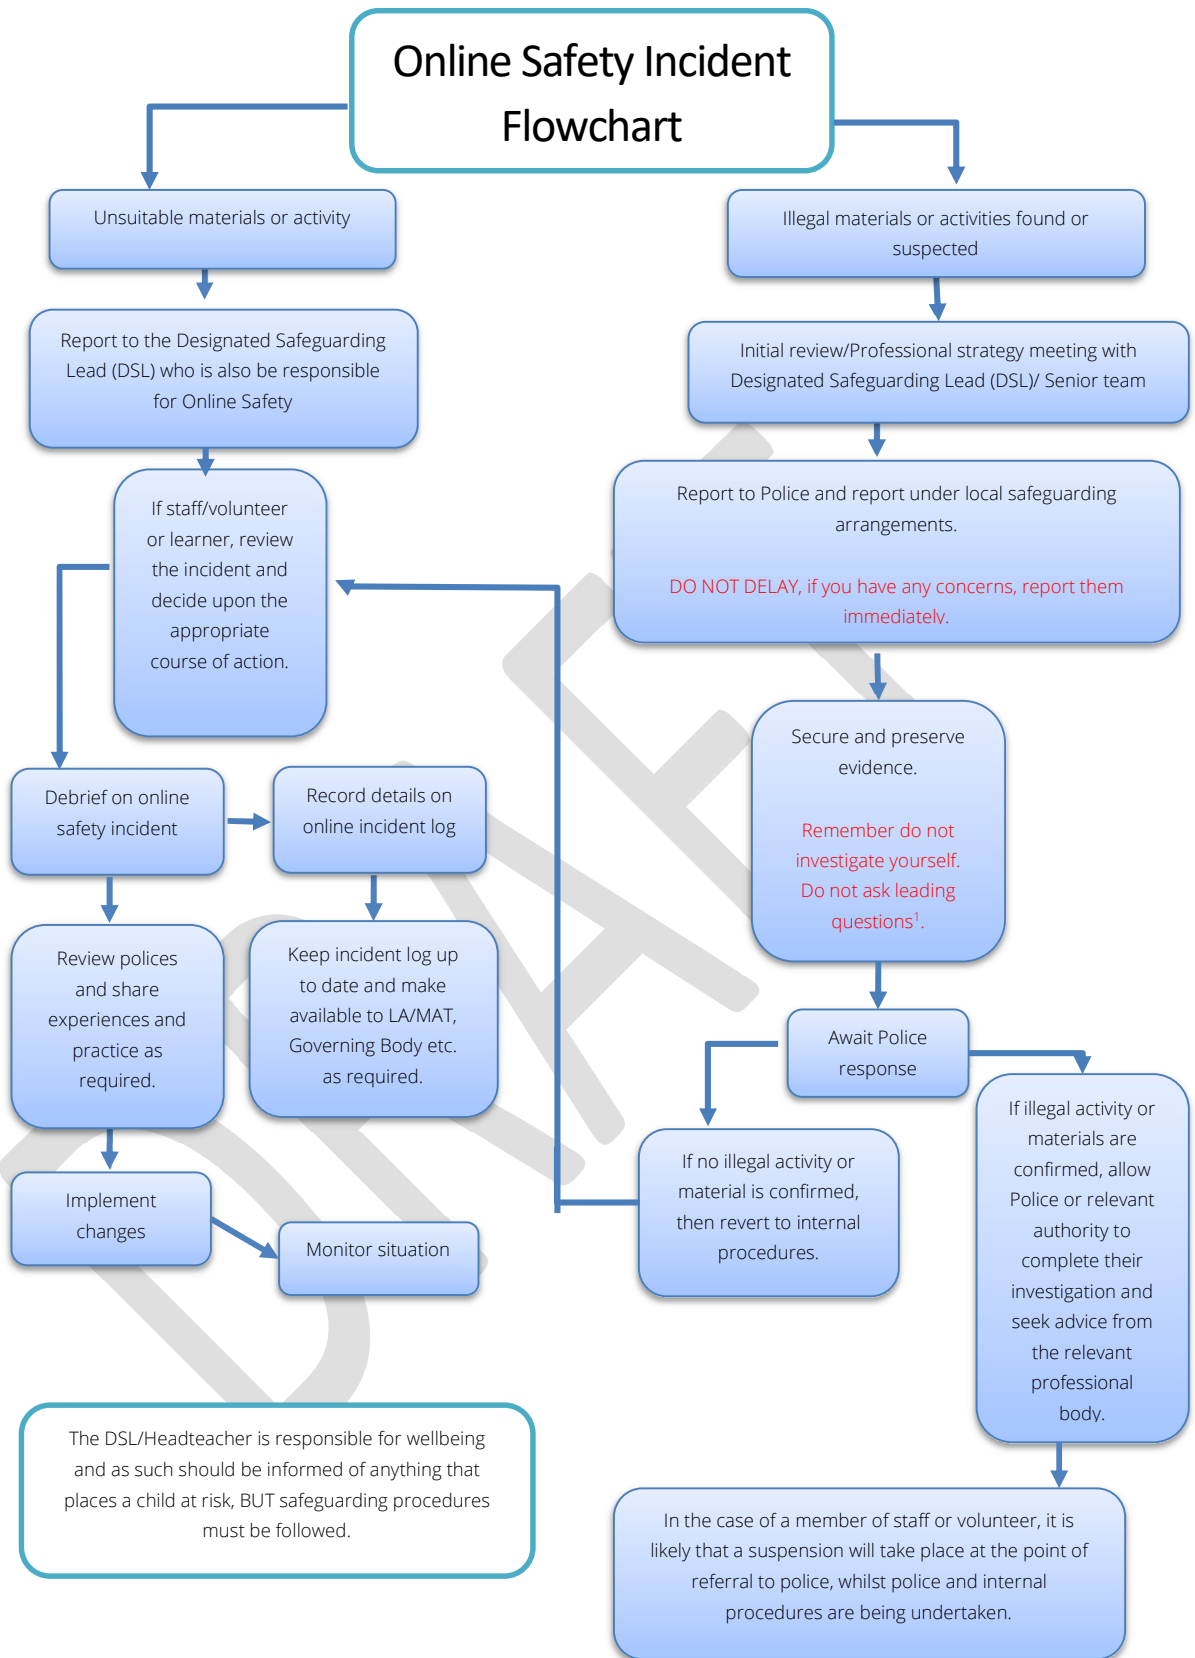 Online Safety Incident
Flowchart
Unsuitable materials or activity
Report to the Designated Safeguarding
Lead (DSL) who is also be responsible
for Online Safety
If staff/volunteer
or learner, review
the incident and
decide upon the
appropriate
course of action.
Debrief on online
safety incident
Record details on
online incident log
Review polices
and share
experiences and
practice as
required.
Keep incident log up
to date and make
available to LA/MAT,
Governing Body etc.
as required.
Implement
changes
Monitor situation
The DSL/Headteacher is responsible for wellbeing
and as such should be informed of anything that
places a child at risk, BUT safeguarding procedures
must be followed.
Illegal materials or activities found or
suspected
Initial review/Professional strategy meeting with
Designated Safeguarding Lead (DSL)/ Senior team
Report to Police and report under local safeguarding
arrangements.
DO NOT DELAY, if you have any concerns, report them
immediately.
Secure and preserve
evidence.
Remember do not
investigate yourself.
Do not ask leading
questions¹.
Await Police
response
If no illegal activity or
material is confirmed,
then revert to internal
procedures.
If illegal activity or
materials are
confirmed, allow
Police or relevant
authority to
complete their
investigation and
seek advice from
the relevant
professional
body.
In the case of a member of staff or volunteer, it is
likely that a suspension will take place at the point of
referral to police, whilst police and internal
procedures are being undertaken.
DRAFT